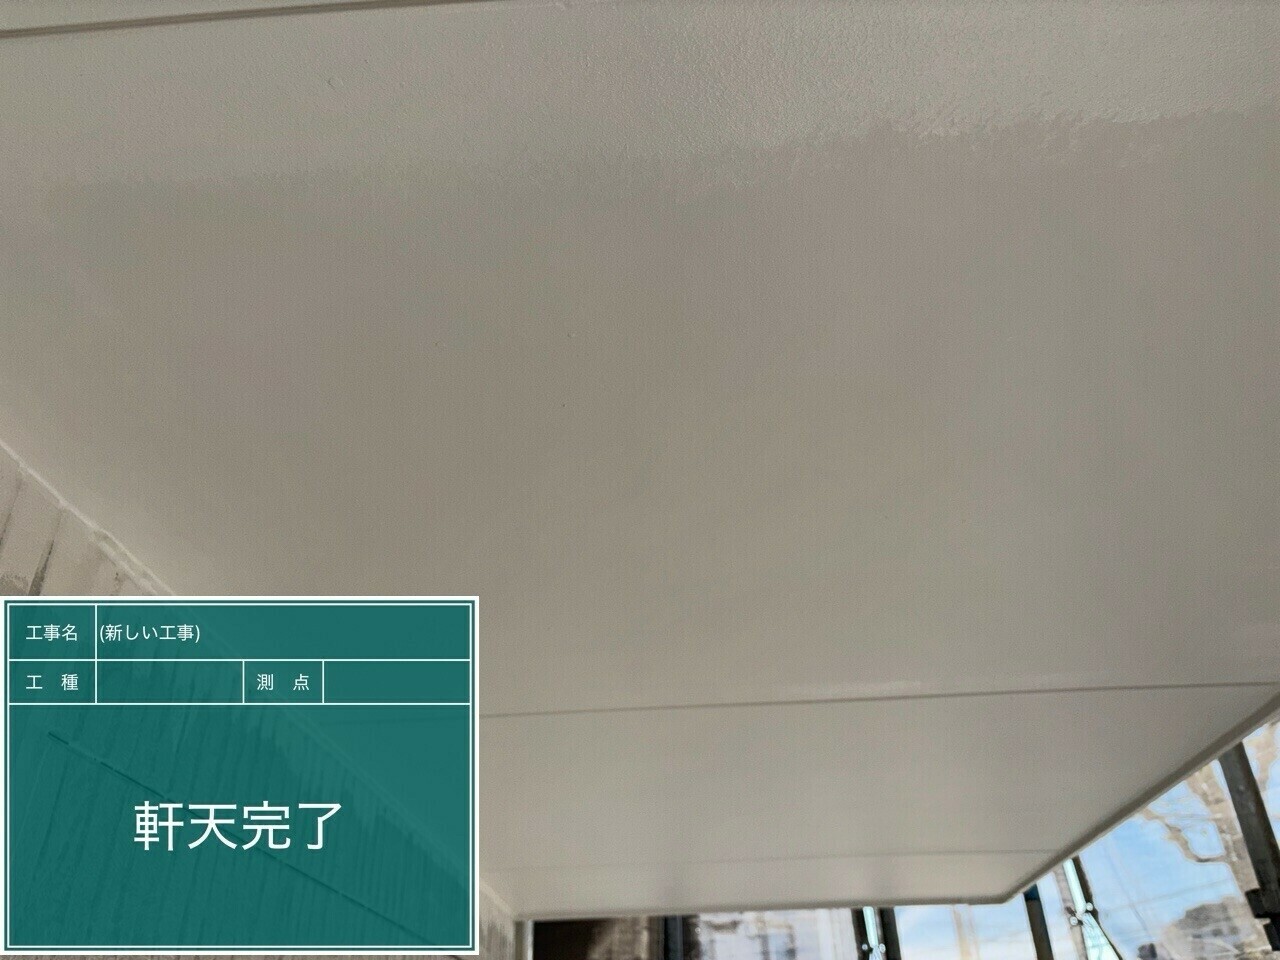 工事名 (新しい工事)
工 種 測 点
軒天完了